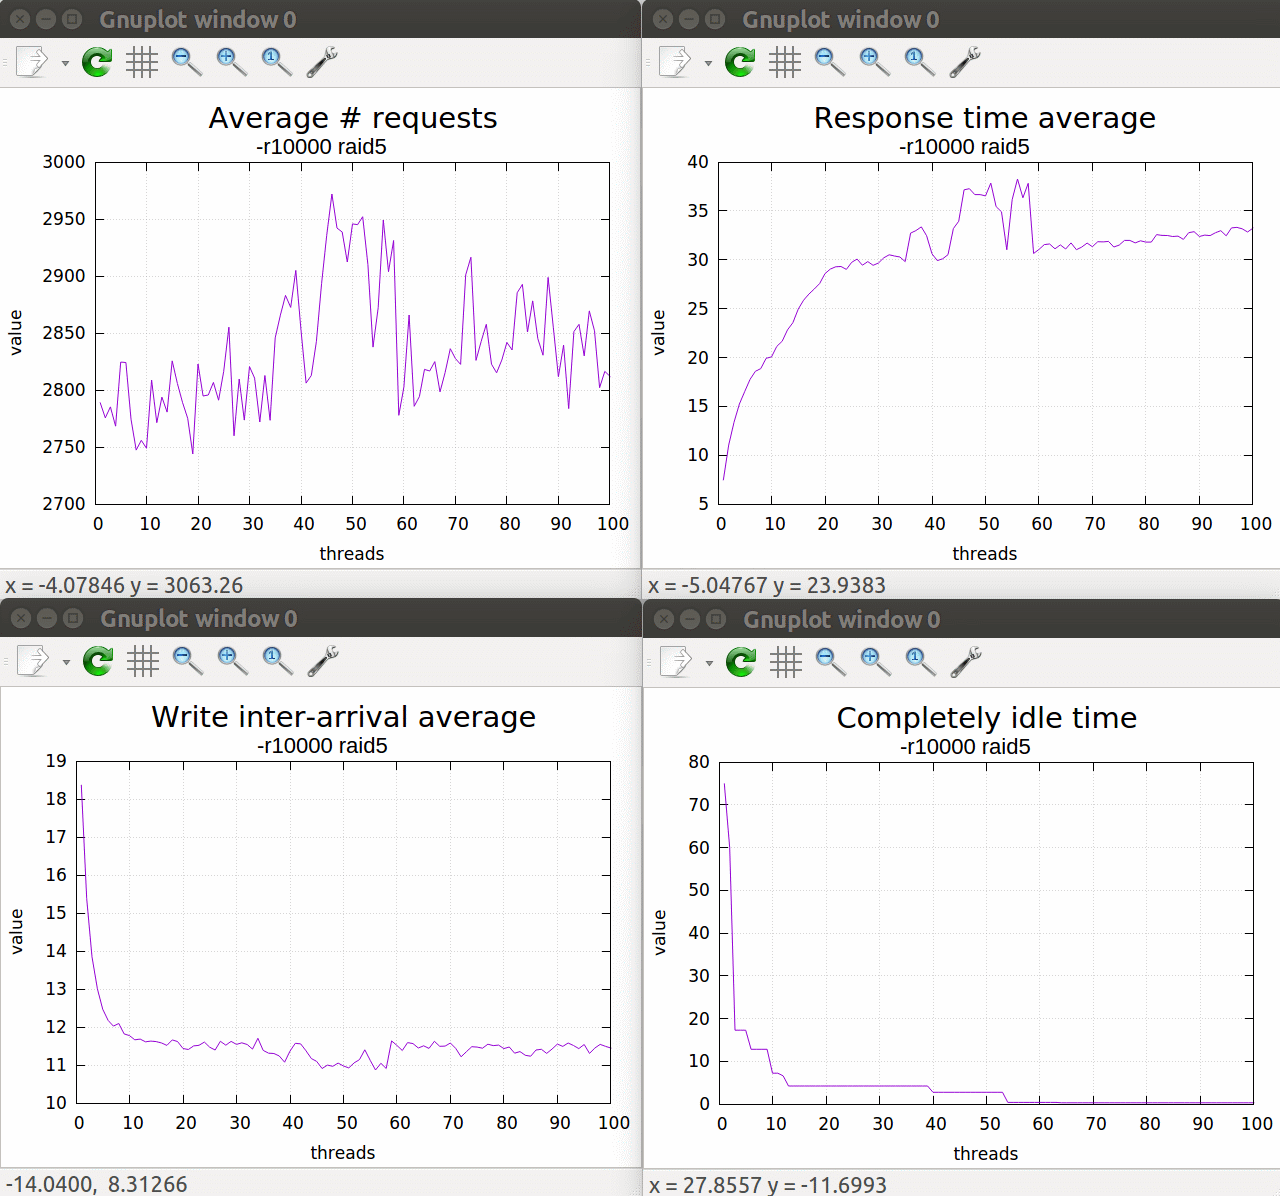 Gnuplot window 0
Average # requests
-r10000 raid5
3000
2950
2900
2850
2800
2750
2700
value
0 10 20 30 40 50 60 70 80 90 100
threads
x = -4.07846 y = 3063.26
Gnuplot window 0
Response time average
-r10000 raid5
40
35
30
25
20
15
10
5
value
0 10 20 30 40 50 60 70 80 90 100
threads
x = -5.04767 y = 23.9383
Gnuplot window 0
Write inter-arrival average
-r10000 raid5
19
18
17
16
15
14
13
12
11
10
value
0 10 20 30 40 50 60 70 80 90 100
threads
-14.0400, 8.31266
Gnuplot window 0
Completely idle time
-r10000 raid5
80
70
60
50
40
30
20
10
0
value
0 10 20 30 40 50 60 70 80 90 100
threads
x = 27.8557 y = -11.6993